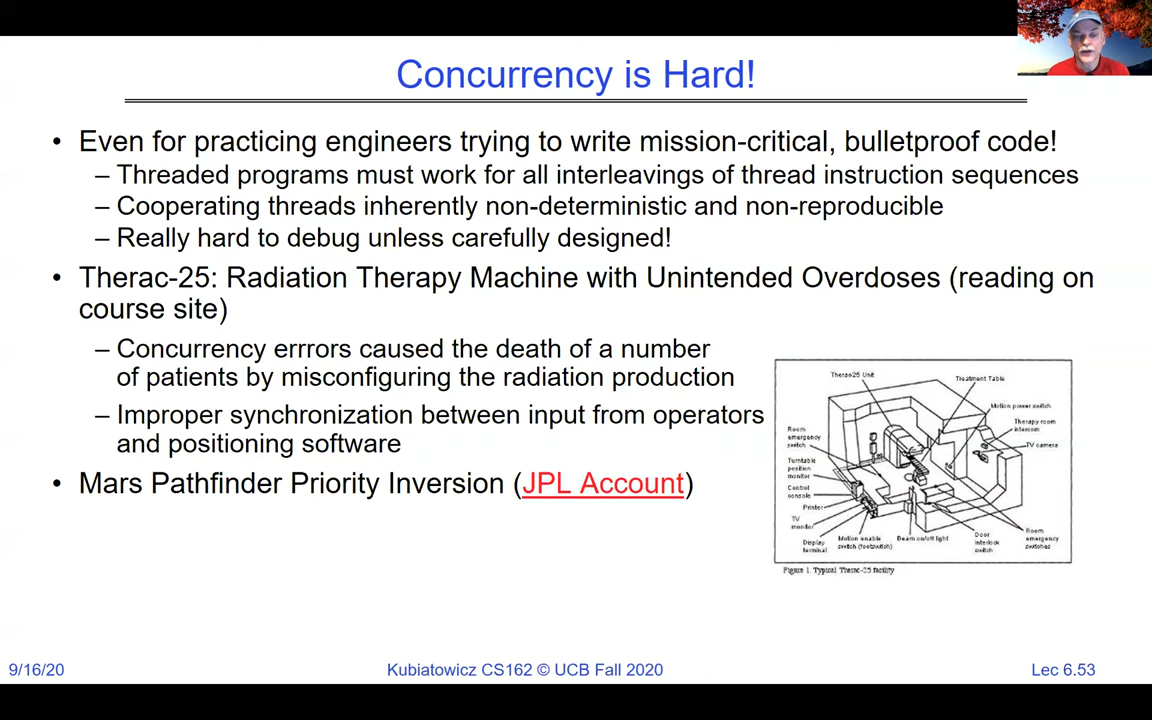 Concurrency is Hard!
• Even for practicing engineers trying to write mission-critical, bulletproof code!
– Threaded programs must work for all interleavings of thread instruction sequences
– Cooperating threads inherently non-deterministic and non-reproducible
– Really hard to debug unless carefully designed!
• Therac-25: Radiation Therapy Machine with Unintended Overdoses (reading on
course site)
– Concurrency errrors caused the death of a number
of patients by misconfiguring the radiation production
– Improper synchronization between input from operators
and positioning software
• Mars Pathfinder Priority Inversion (JPL Account)
Therac-25 Unit
Treatment Table
Motion power switch
Therapy room
intercom
TV camera
Room
emergency
switch
Turntable
position
monitor
Control
console
Printer
TV
monitor
Display
terminal
Motion enable
switch (footswitch)
Beam on/off light
Door
interlock
switch
Room
emergency
switches
Figure 1. Typical Therac-25 facility
9/16/20
Kubiatowicz CS162 © UCB Fall 2020
Lec 6.53